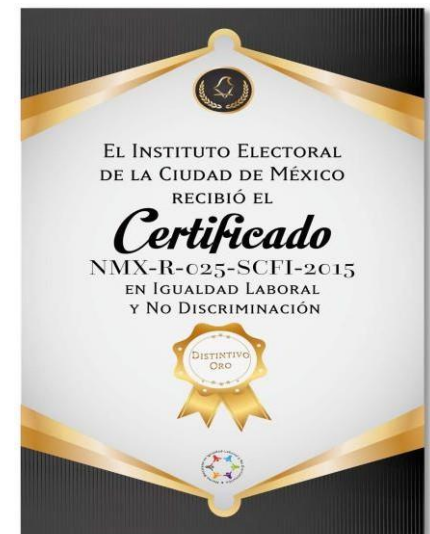 El Instituto Electoral
de la Ciudad de México
recibió el
Certificado
NMX-R-025-SCFI-2015
en Igualdad Laboral
y No Discriminación
Distintivo
Oro